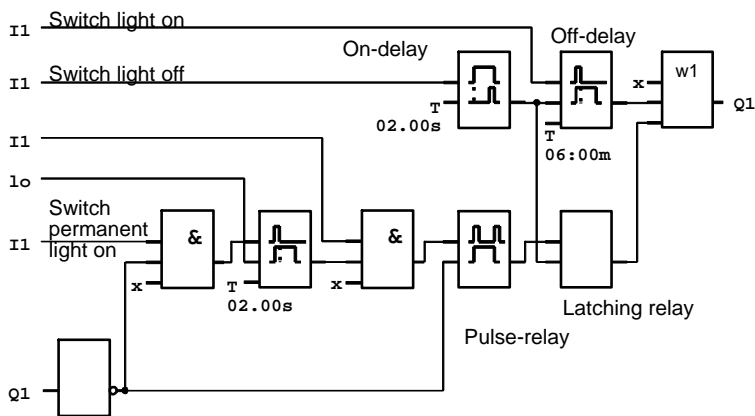 I1 Switch light on
On-delay
Off-delay
I1 Switch light off
x
w1
Q1
T
02.00s
T
06:00m
I1
lo
Switch
permanent
light on
I1
&
x
T
02.00s
&
x
Latching relay
Pulse-relay
Q1